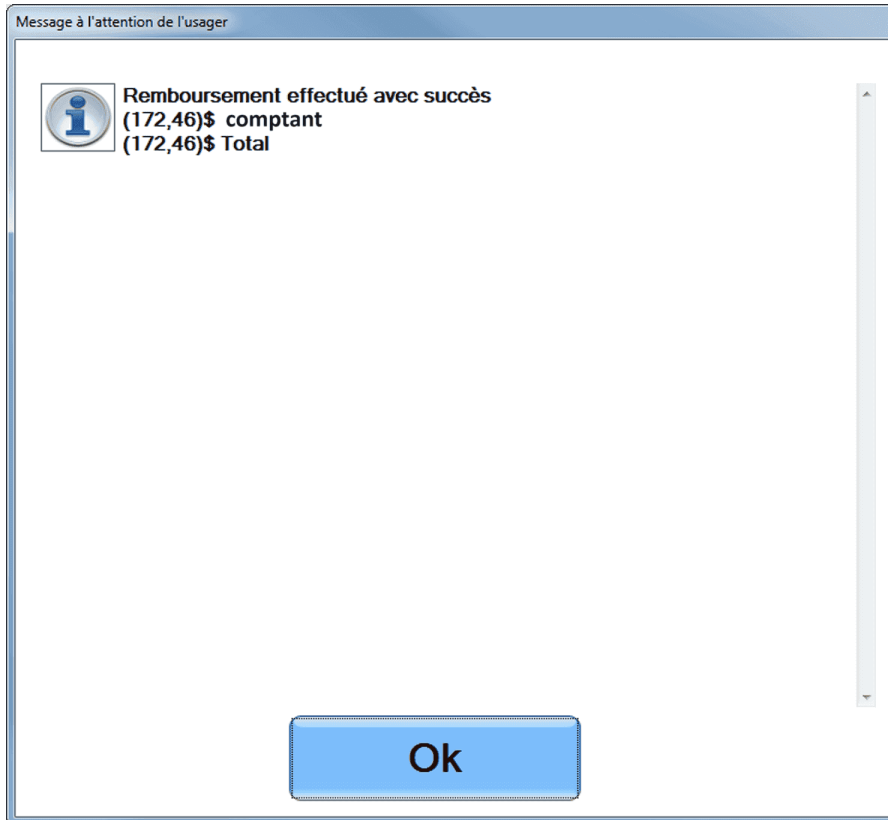 Message à l'attention de l'usager
Remboursement effectué avec succès
(172,46)$ comptant
(172,46)$ Total
Ok